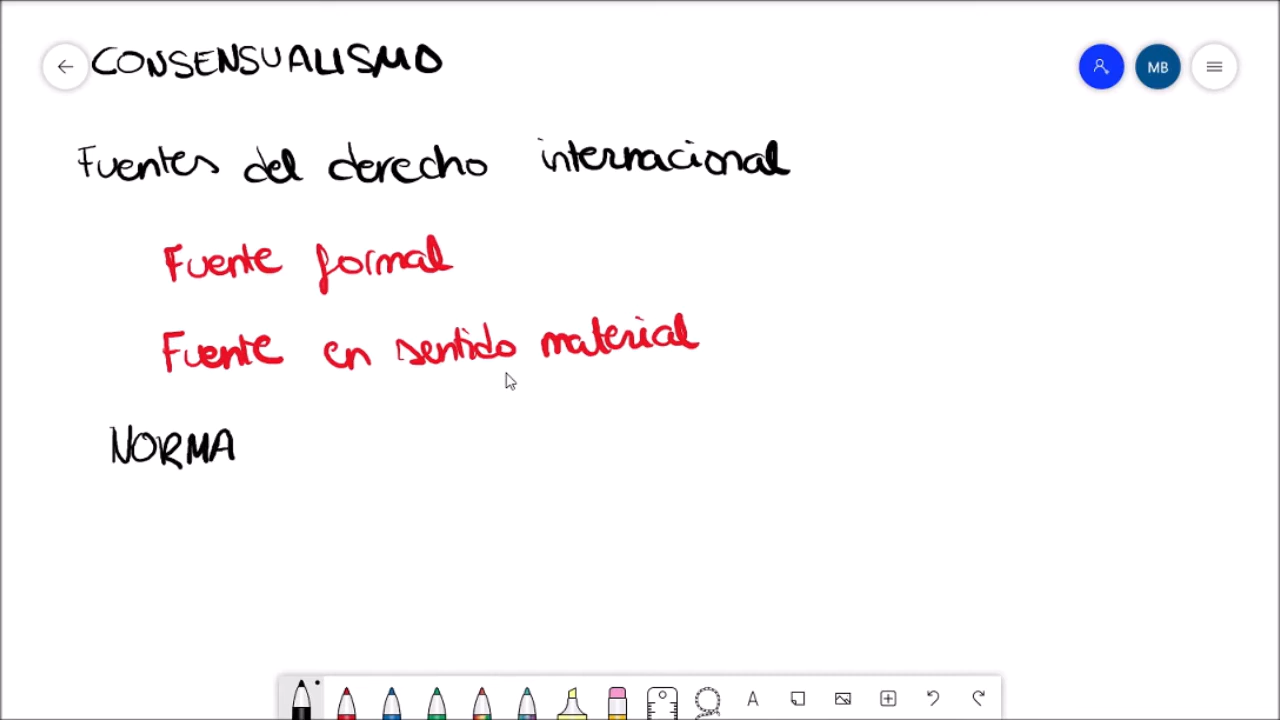 CONSENSUALISMO
MB
Fuentes del derecho internacional
Fuente formal
Fuente en sentido material
NORMA
A